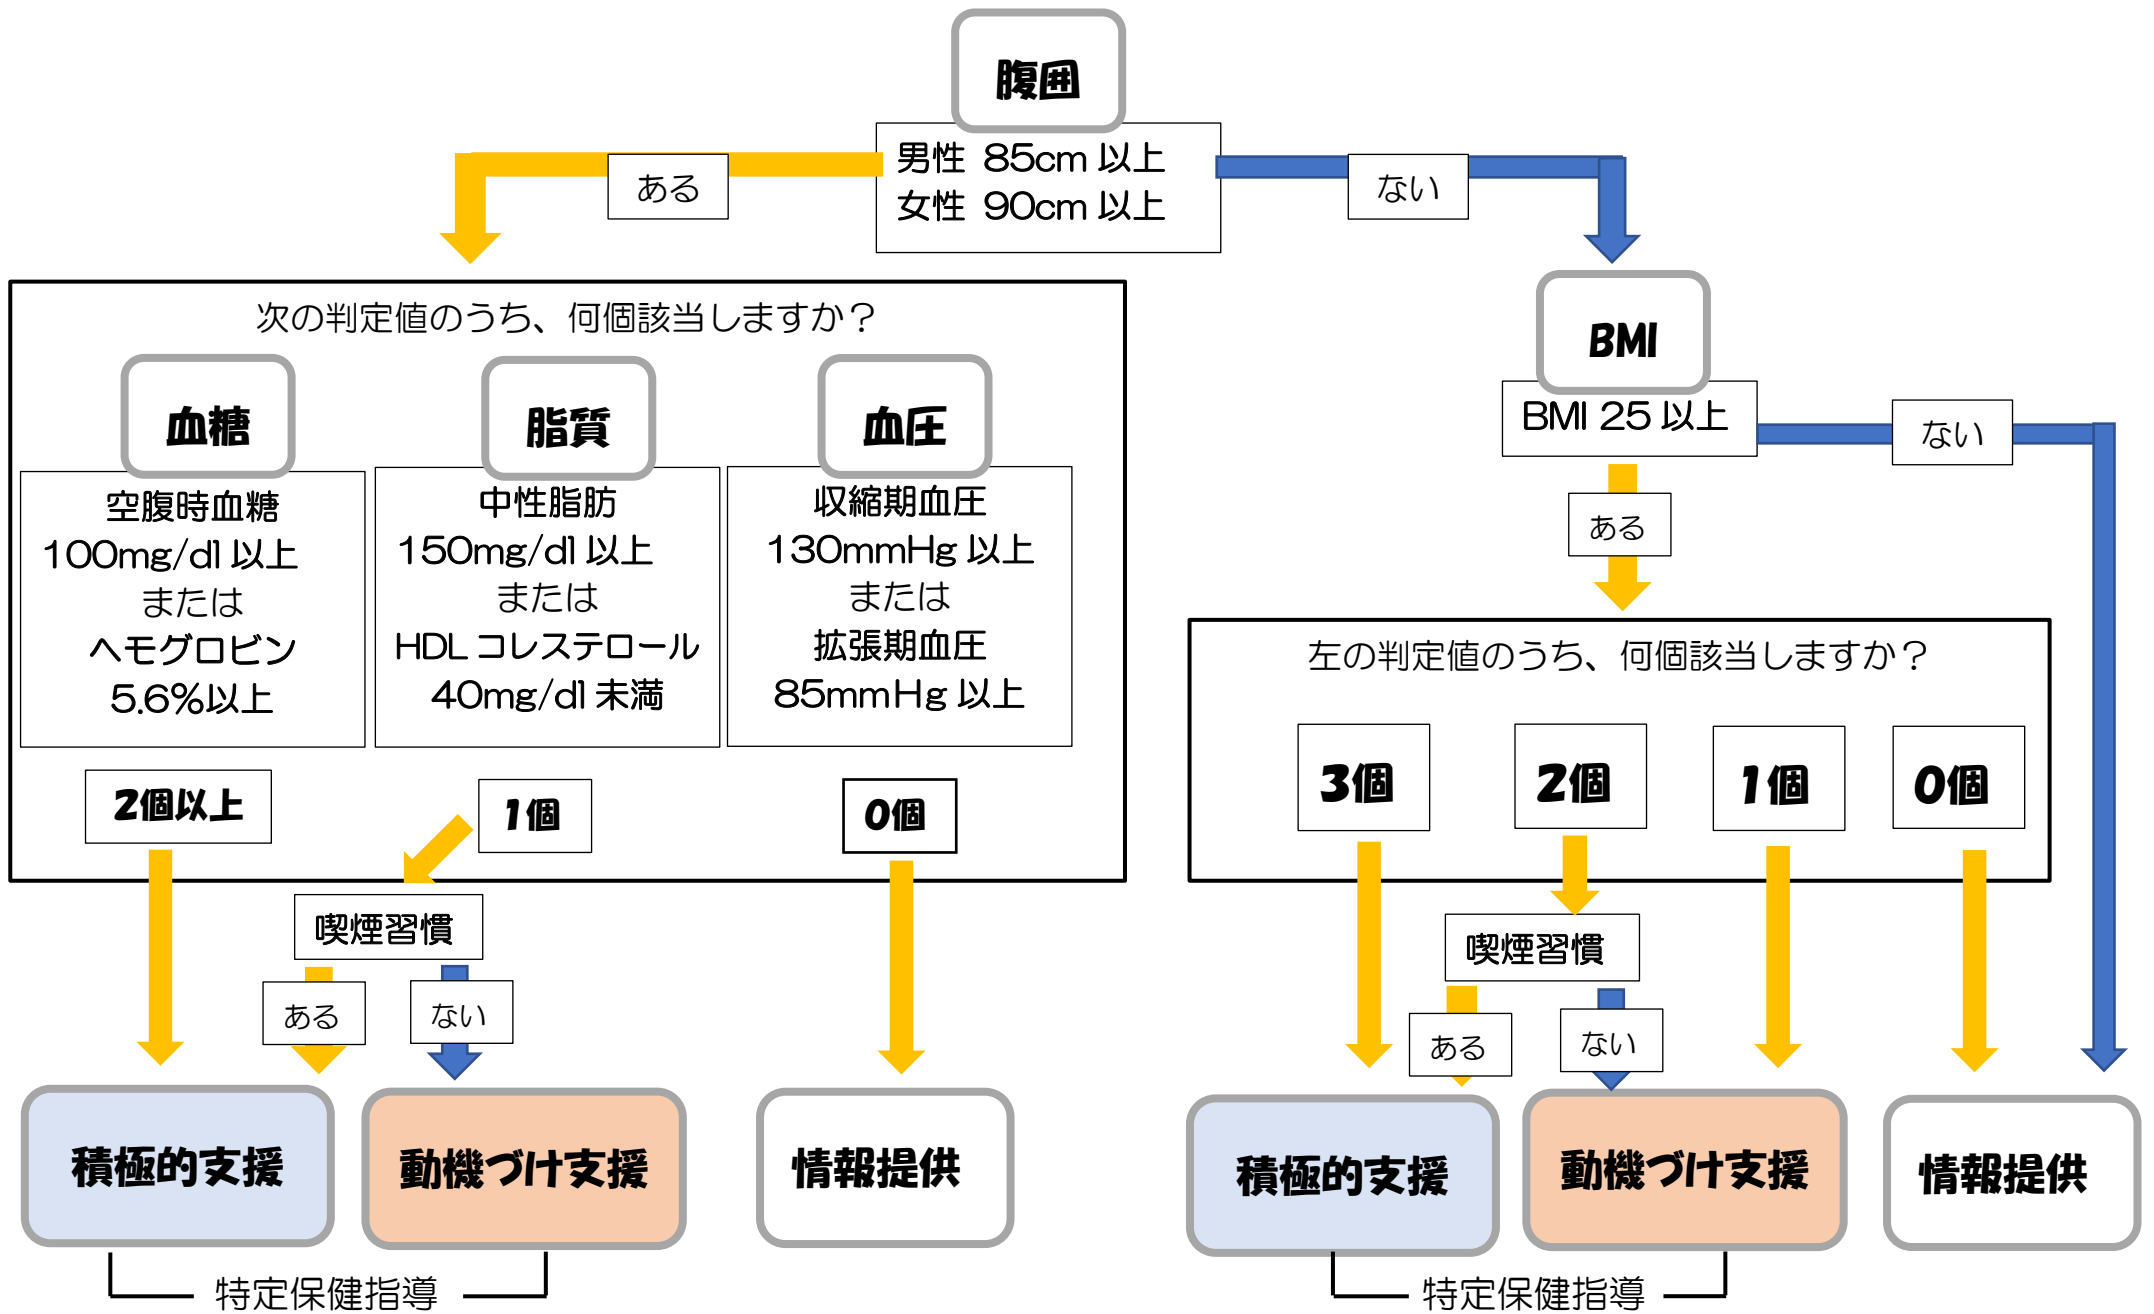 腹囲
男性 85cm 以上
女性 90cm 以上
ある
ない
次の判定値のうち、何個該当しますか？
血糖
空腹時血糖
100mg/dl 以上
または
ヘモグロビン
5.6%以上
脂質
中性脂肪
150mg/dl 以上
または
HDL コレステロール
40mg/dl 未満
血圧
収縮期血圧
130mmHg 以上
または
拡張期血圧
85mmHg 以上
2個以上
1個
0個
喫煙習慣
ある
ない
積極的支援
動機づけ支援
情報提供
特定保健指導
BMI
BMI 25 以上
ない
ある
左の判定値のうち、何個該当しますか？
3個
2個
1個
0個
喫煙習慣
ある
ない
積極的支援
動機づけ支援
情報提供
特定保健指導